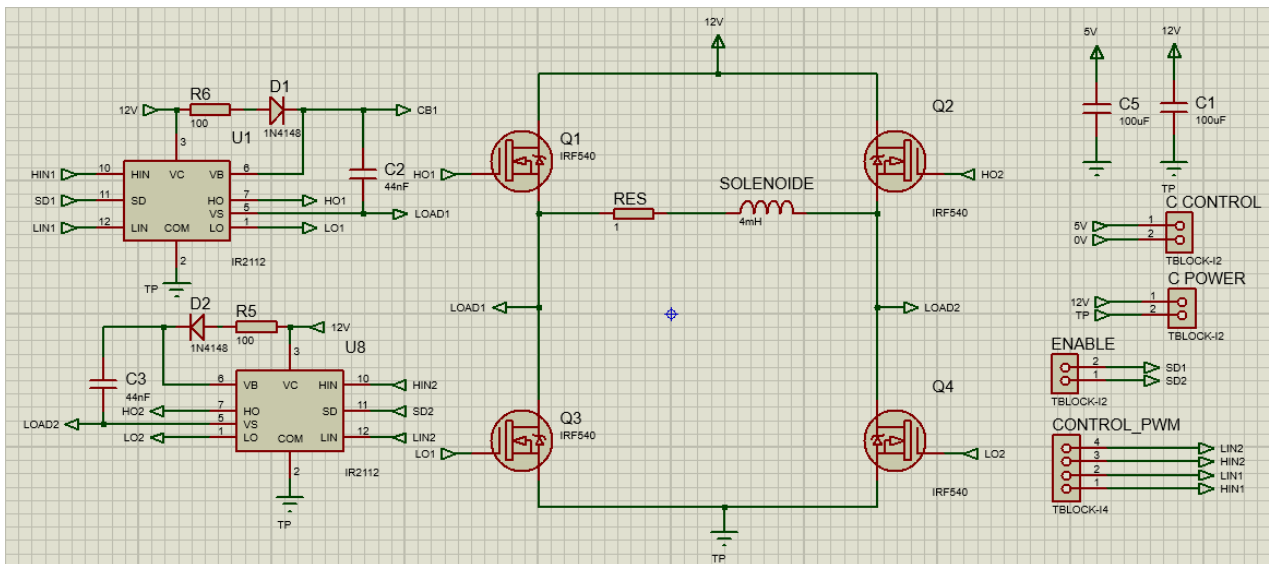 12V
R6
100
D1
1N4148
CB1
U1
3
HIN1
10
HIN
VC
VB
6
SD1
11
SD
HO
7
HO1
VS
5
LOAD1
LIN1
12
LIN
COM
LO
1
LO1
2
IR2112
TP
C2
44nF
D2
1N4148
R5
100
12V
U8
3
C3
44nF
6
VB
VC
HIN
10
HIN2
HO2
7
HO
SD
11
SD2
LOAD2
5
VS
LO2
1
LO
COM
LIN
12
LIN2
2
IR2112
TP
12V
Q1
IRF540
HO1
Q2
IRF540
HO2
RES
1
SOLENOIDE
4mH
LOAD1
LOAD2
Q3
IRF540
LO1
Q4
IRF540
LO2
TP
5V
C5
100uF
12V
C1
100uF
TP
C CONTROL
5V
1
0V
2
TBLOCK-I2
C POWER
12V
1
TP
2
TBLOCK-I2
ENABLE
2
SD1
1
SD2
TBLOCK-I2
CONTROL_PWM
4
LIN2
3
HIN2
2
LIN1
1
HIN1
TBLOCK-I4